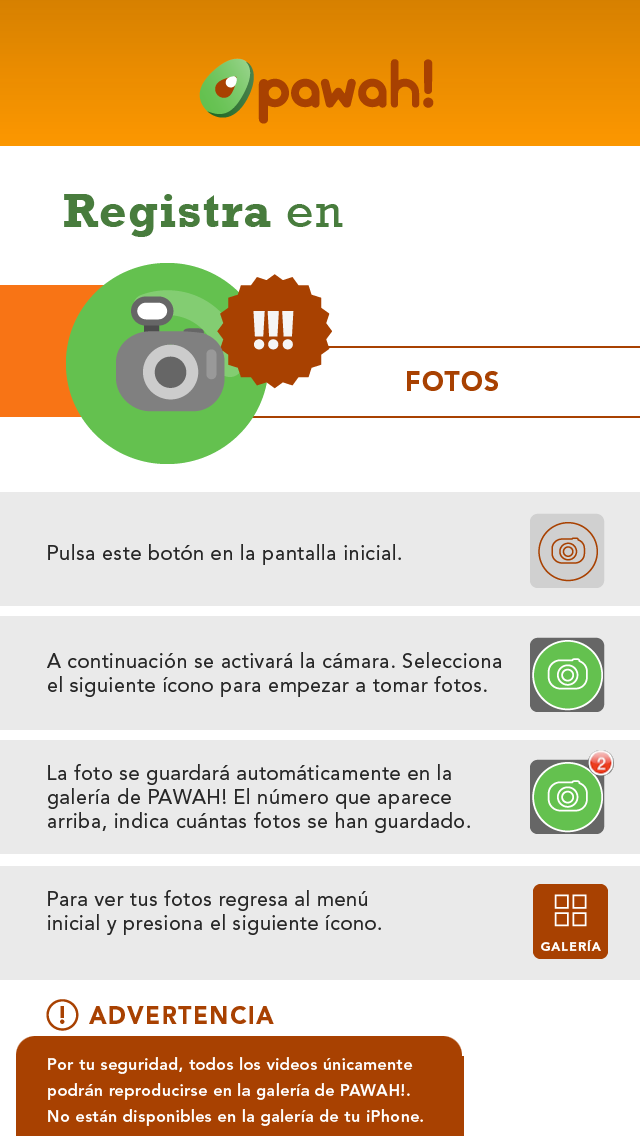 pawah!
Registra en
!!!
FOTOS
Pulsa este botón en la pantalla inicial.
A continuación se activará la cámara. Selecciona
el siguiente ícono para empezar a tomar fotos.
2
La foto se guardará automáticamente en la
galería de PAWAH! El número que aparece
arriba, indica cuántas fotos se han guardado.
Para ver tus fotos regresa al menú
inicial y presiona el siguiente ícono.
GALERÍA
! ADVERTENCIA
Por tu seguridad, todos los videos únicamente
podrán reproducirse en la galería de PAWAH!.
No están disponibles en la galería de tu iPhone.